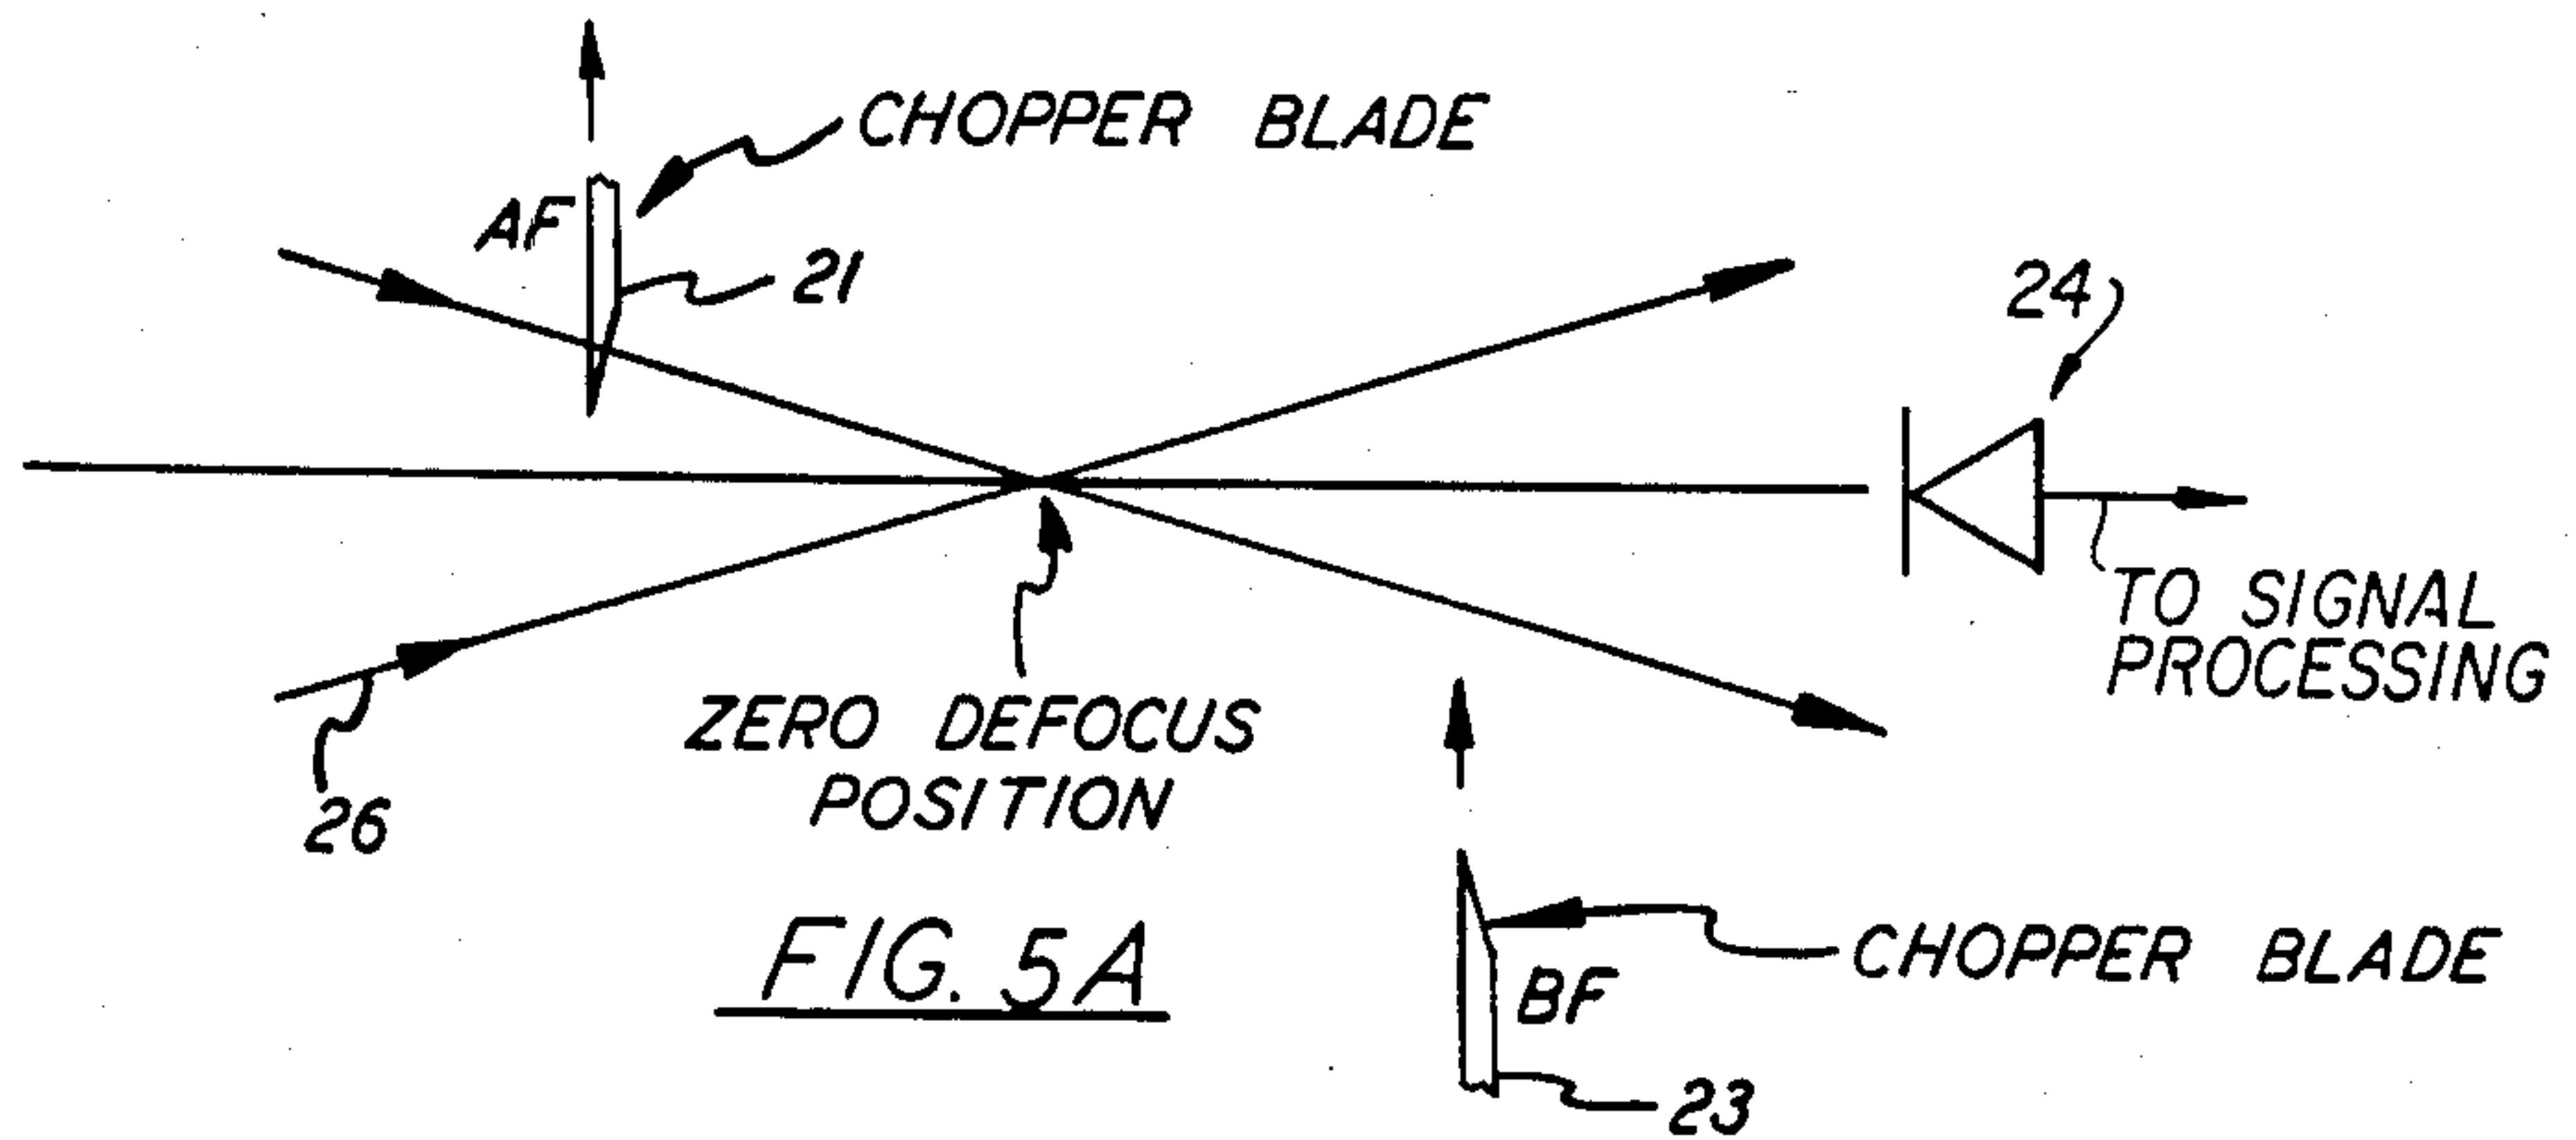 CHOPPER BLADE
AF
21
24
TO SIGNAL
PROCESSING
ZERO DEFOCUS
POSITION
26
FIG. 5A
CHOPPER BLADE
BF
23